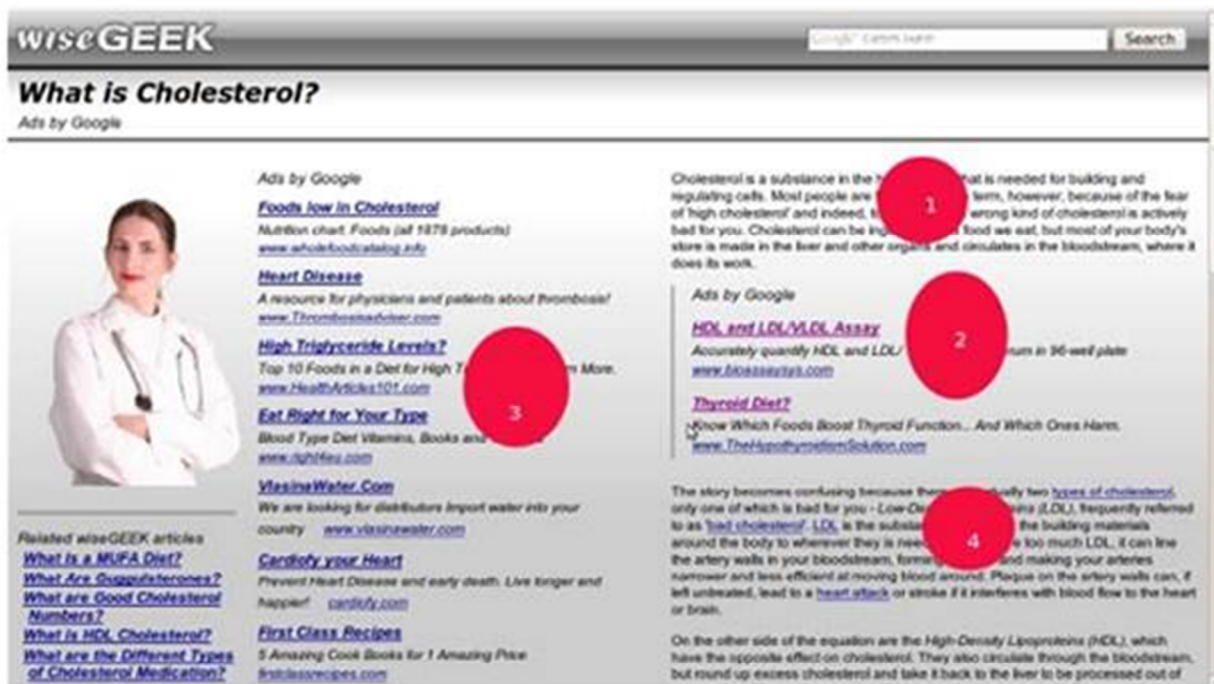 wiseGEEK
Search
What is Cholesterol?
Ads by Google
Related wiseGEEK articles
What Is a MUFA Diet?
What Are Guggulsterones?
What are Good Cholesterol
Numbers?
What is HDL Cholesterol?
What are the Different Types
of Cholesterol Medication?
Ads by Google
Foods low in Cholesterol
Nutrition chart. Foods (all 1878 products)
www.wholefoodcatalog.info
Heart Disease
A resource for physicians and patients about thrombosis!
www.Thrombosisadviser.com
High Triglyceride Levels?
Top 10 Foods in a Diet for High More.
www.HealthArticles101.com
3
Eat Right for Your Type
Blood Type Diet Vitamins, Books and
www.right4eu.com
VlasinaWater.Com
We are looking for distributors Import water into your
country www.vlasinawater.com
Cardiofy your Heart
Prevent Heart Disease and early death. Live longer and
happier! cardiofy.com
First Class Recipes
5 Amazing Cook Books for 1 Amazing Price
firstclassrecipes.com
Cholesterol is a substance in the that is needed for building and
regulating cells. Most people are term, however, because of the fear
1
of 'high cholesterol' and indeed, wrong kind of cholesterol is actively
bad for you. Cholesterol can be food we eat, but most of your body's
store is made in the liver and other organs and circulates in the bloodstream, where it
does its work.
Ads by Google
HDL and LDL/VLDL Assay
2
Accurately quantify HDL and LDL/ in 96-well plate
www.bioassaysys.com
Thyroid Diet?
Know Which Foods Boost Thyroid Function... And Which Ones Harm.
www.TheHypothyroidismSolution.com
The story becomes confusing because two types of cholesterol,
only one of which is bad for you - (LDL), frequently referred
to as 'bad cholesterol'. LDL is the the building materials
4
around the body to wherever they is too much LDL, it can line
the artery walls in your bloodstream, and making your arteries
narrower and less efficient at moving blood around. Plaque on the artery walls can, if
left untreated, lead to a heart attack or stroke if it interferes with blood flow to the heart
or brain.
On the other side of the equation are the High-Density Lipoproteins (HDL), which
have the opposite effect on cholesterol. They also circulate through the bloodstream,
but round up excess cholesterol and take it back to the liver to be processed out of